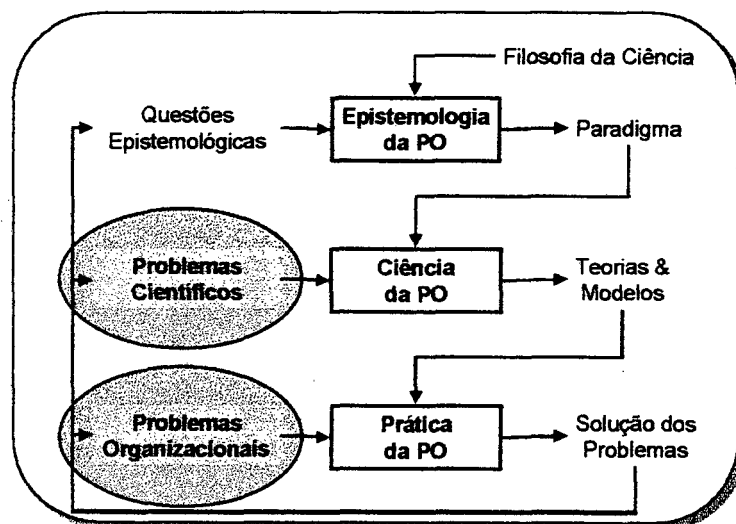 Filosofia da Ciência
Questões
Epistemológicas
Epistemologia
da PO
Paradigma
Problemas
Científicos
Ciência
da PO
Teorias &
Modelos
Problemas
Organizacionais
Prática
da PO
Solução dos
Problemas